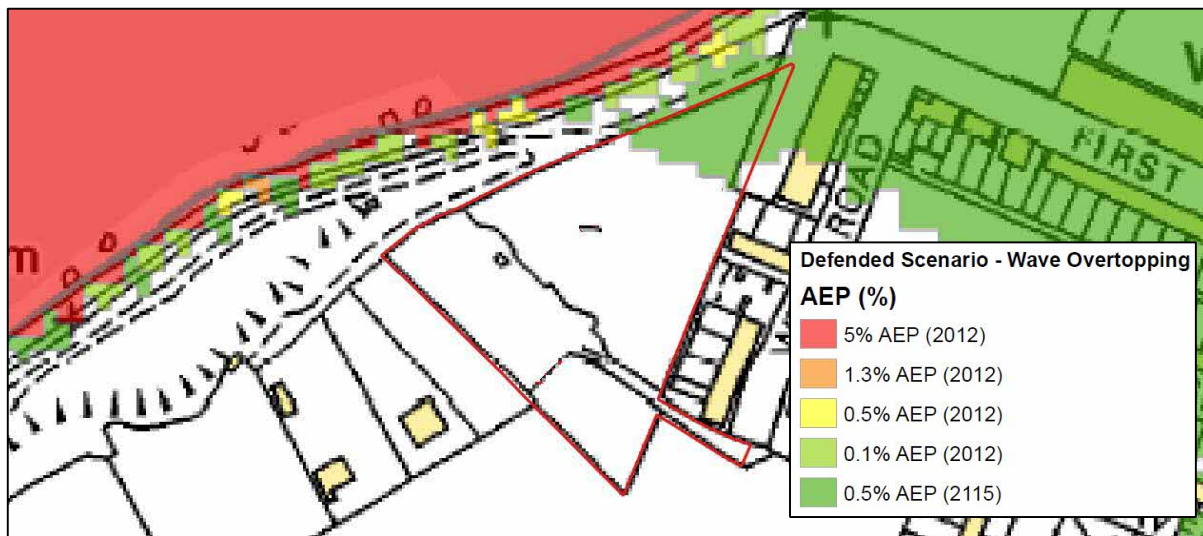 m
FIRST
ROAD
Defended Scenario - Wave Overtopping
AEP (%)
5% AEP (2012)
1.3% AEP (2012)
0.5% AEP (2012)
0.1% AEP (2012)
0.5% AEP (2115)